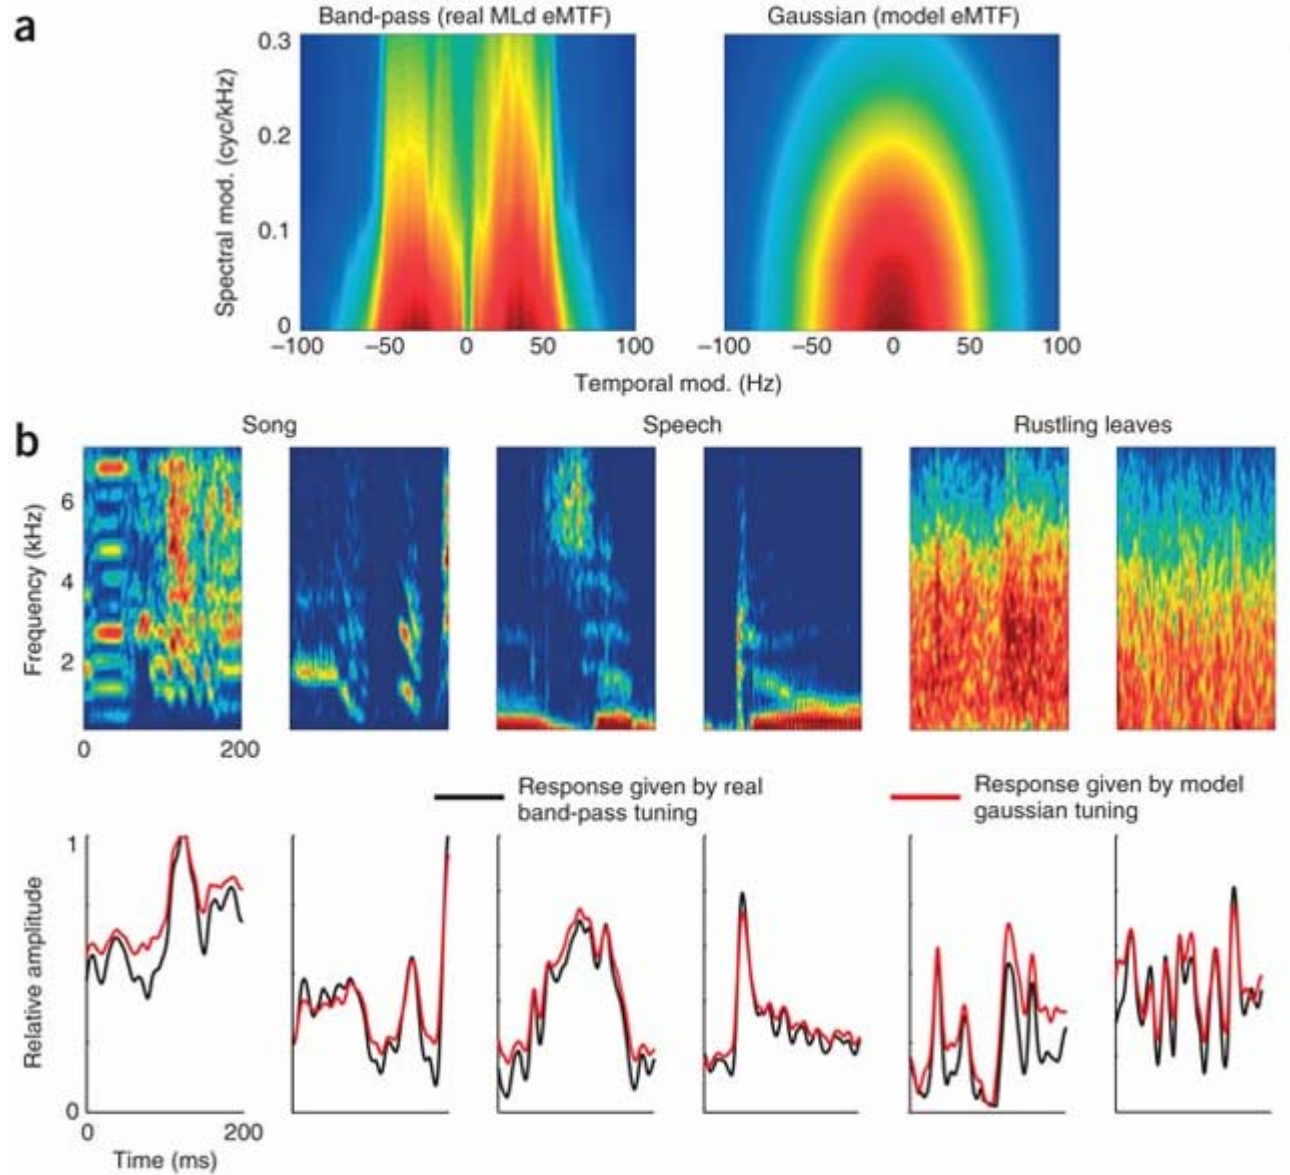 a
Band-pass (real MLd eMTF)
Gaussian (model eMTF)
Spectral mod. (cyc/kHz)
0.3
0.2
0.1
0
–100
–50
0
50
100
–100
–50
0
50
100
Temporal mod. (Hz)
b
Song
Speech
Rustling leaves
Frequency (kHz)
6
4
2
0
200
Response given by real
band-pass tuning
Response given by model
gaussian tuning
Relative amplitude
1
0
0
200
Time (ms)